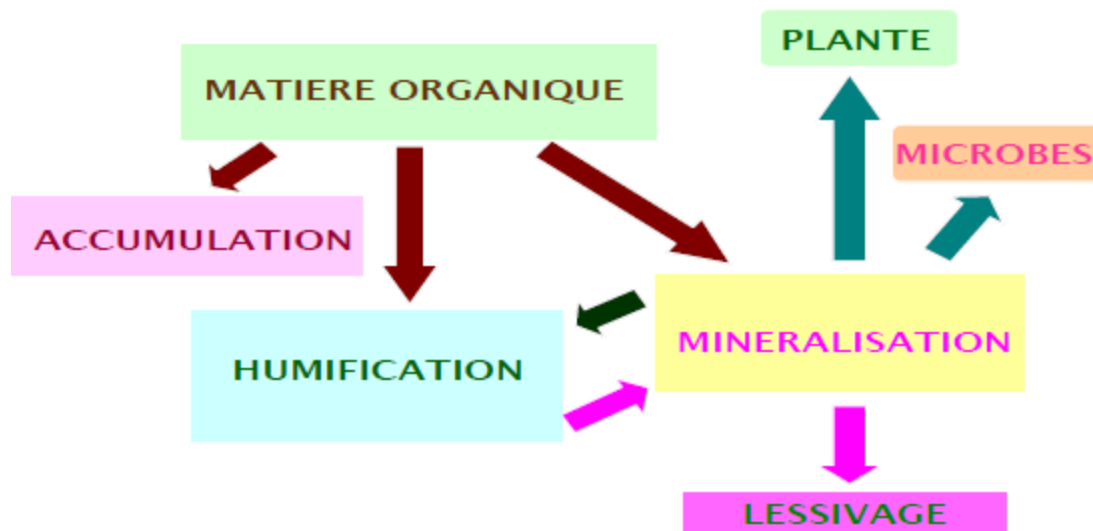 PLANTE
MATIERE ORGANIQUE
MICROBES
ACCUMULATION
MINERALISATION
HUMIFICATION
LESSIVAGE